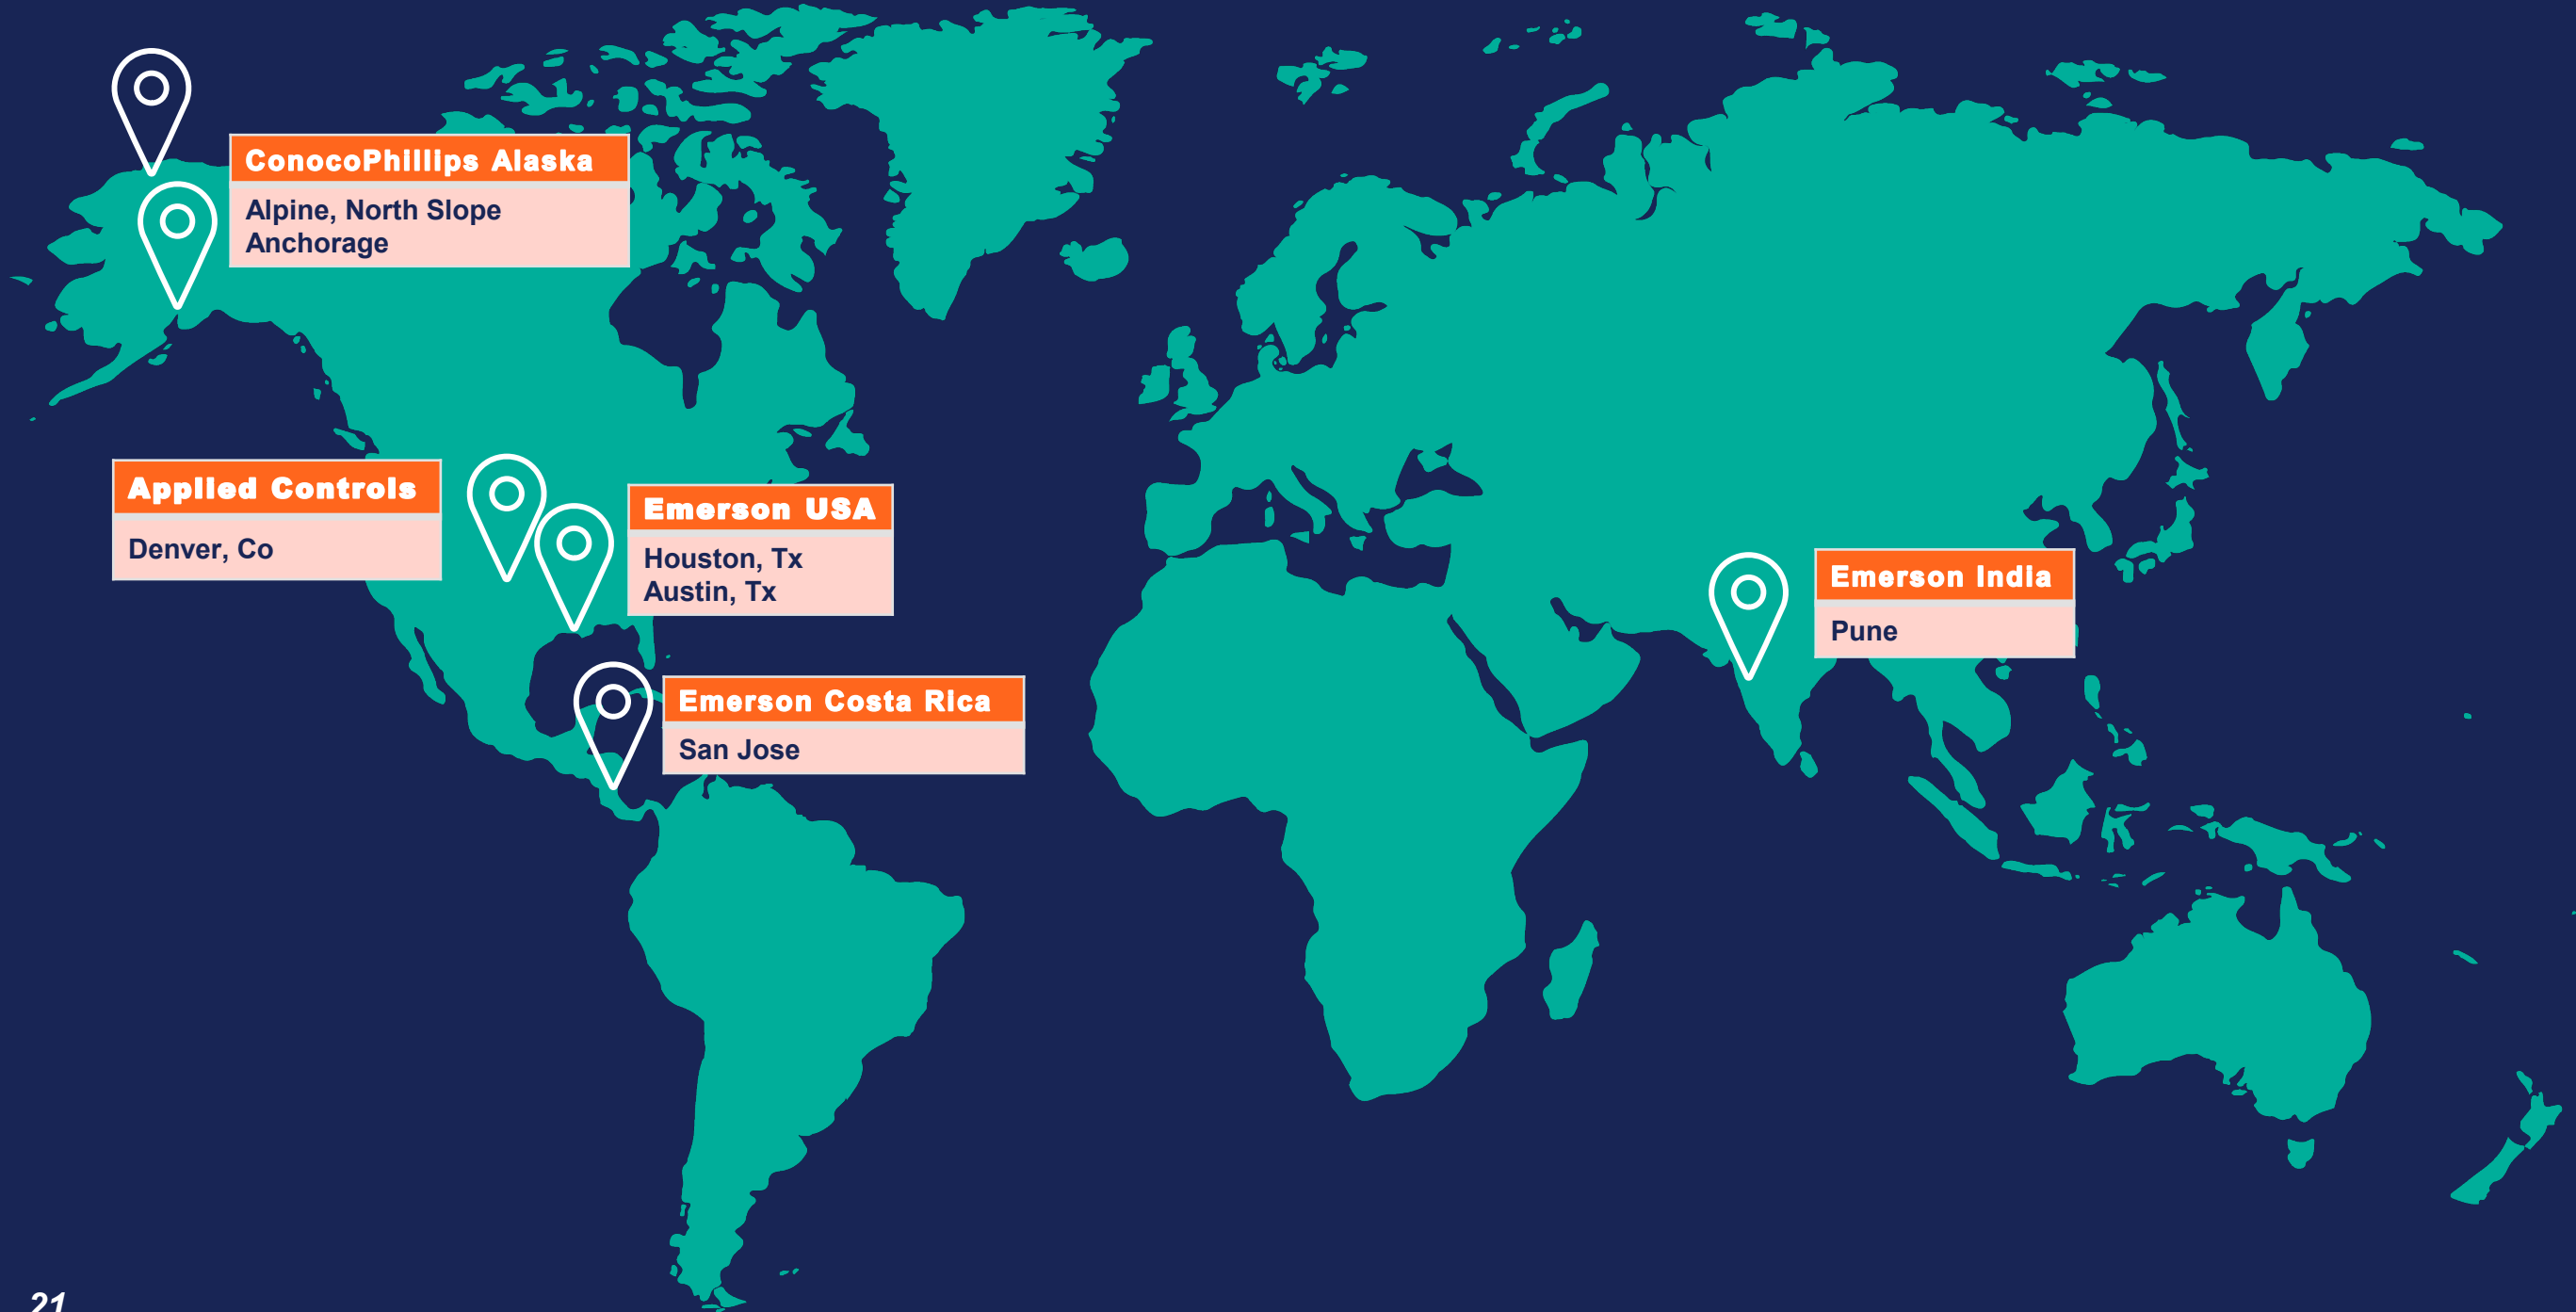 ConocoPhillips Alaska
Alpine, North Slope
Anchorage
Applied Controls
Denver, Co
Emerson USA
Houston, Tx
Austin, Tx
Emerson India
Pune
Emerson Costa Rica
San Jose
21